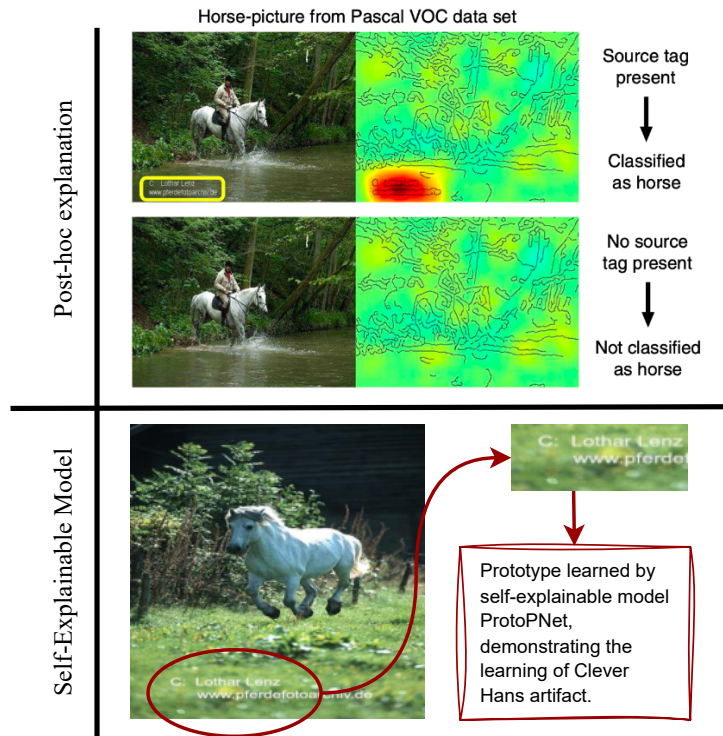 Horse-picture from Pascal VOC data set
Post-hoc explanation
C: Lothar Lenz
www.pferdefotoarchiv.de
Source tag
present
Classified
as horse
No source
tag present
Not classified
as horse
Self-Explainable Model
C: Lothar Lenz
www.pferdefotoarchiv.de
C: Lothar Lenz
www.pferdef
Prototype learned by
self-explainable model
ProtoPNet,
demonstrating the
learning of Clever
Hans artifact.